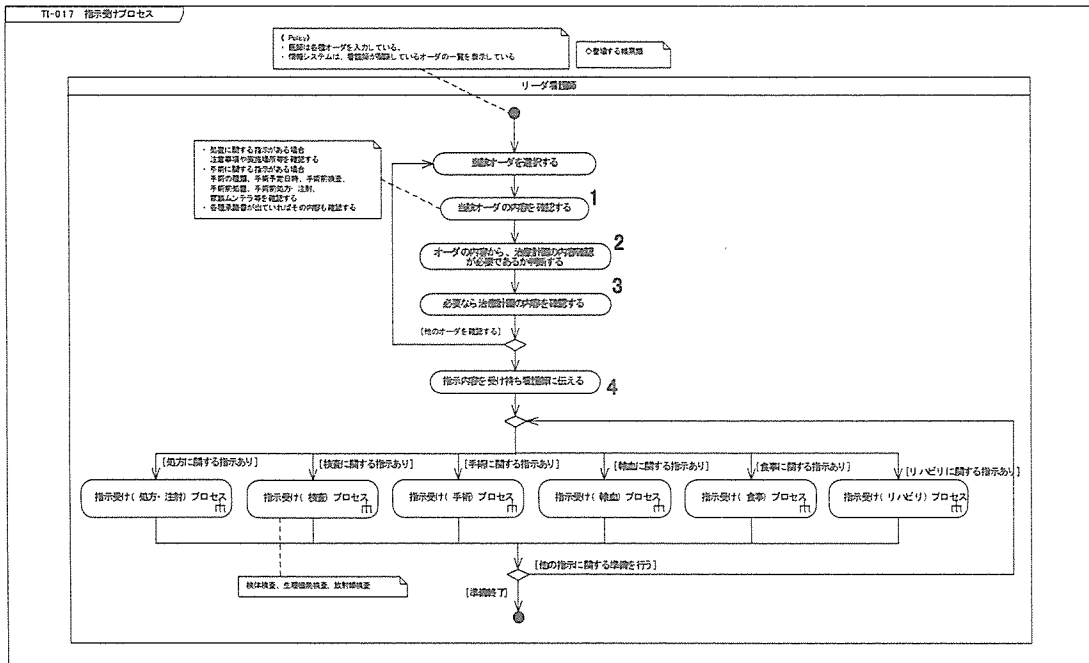 TI-017 指示受けプロセス
《 Policy》
・ 医師は各種オーダを入力している、
・ 情報システムは、看護師が確認しているオーダの一覧を表示している
◇登場する帳票類
リーダ看護師
・ 処置に関する指示がある場合
注意事項や実施場所等を確認する
・ 手術に関する指示がある場合
手術の種類、手術予定日時、手術前検査、
手術前処置、手術前処方・注射、
家族ムンテラ等を確認する
・ 各種承諾書が出ていればその内容も確認する
当該オーダを選択する
当該オーダの内容を確認する
1
オーダの内容から、治療計画の内容確認
が必要であるか判断する
2
必要なら治療計画の内容を確認する
3
[他のオーダを確認する]
指示内容を受け持ち看護師に伝える
4
[処方に関する指示あり]
[検査に関する指示あり]
[手術に関する指示あり]
[輸血に関する指示あり]
[食事に関する指示あり]
[リハビリに関する指示あり]
指示受け( 処方・ 注射) プロセス
指示受け( 検査) プロセス
指示受け( 手術) プロセス
指示受け( 輸血) プロセス
指示受け( 食事) プロセス
指示受け( リハビリ) プロセス
[他の指示に関する準備を行う]
検体検査、生理機能検査、放射線検査
[準備終了]